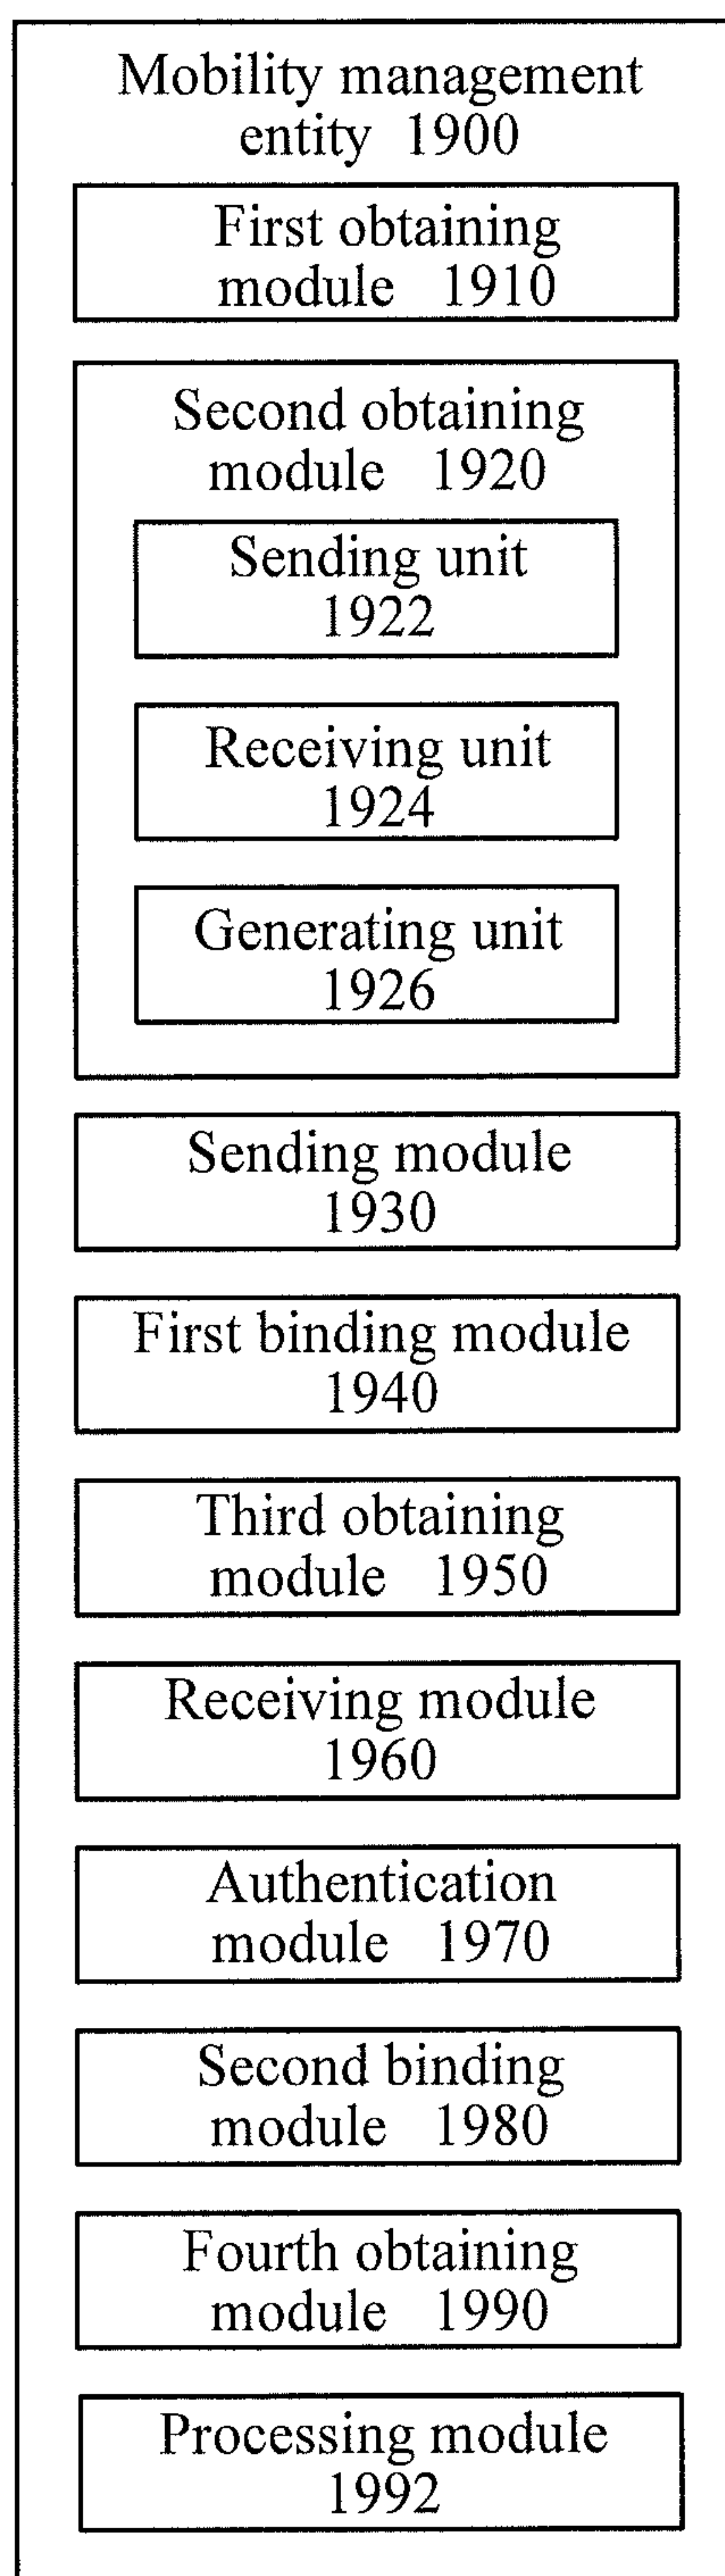 Mobility management
entity 1900
First obtaining
module 1910
Second obtaining
module 1920
Sending unit
1922
Receiving unit
1924
Generating unit
1926
Sending module
1930
First binding module
1940
Third obtaining
module 1950
Receiving module
1960
Authentication
module 1970
Second binding
module 1980
Fourth obtaining
module 1990
Processing module
1992